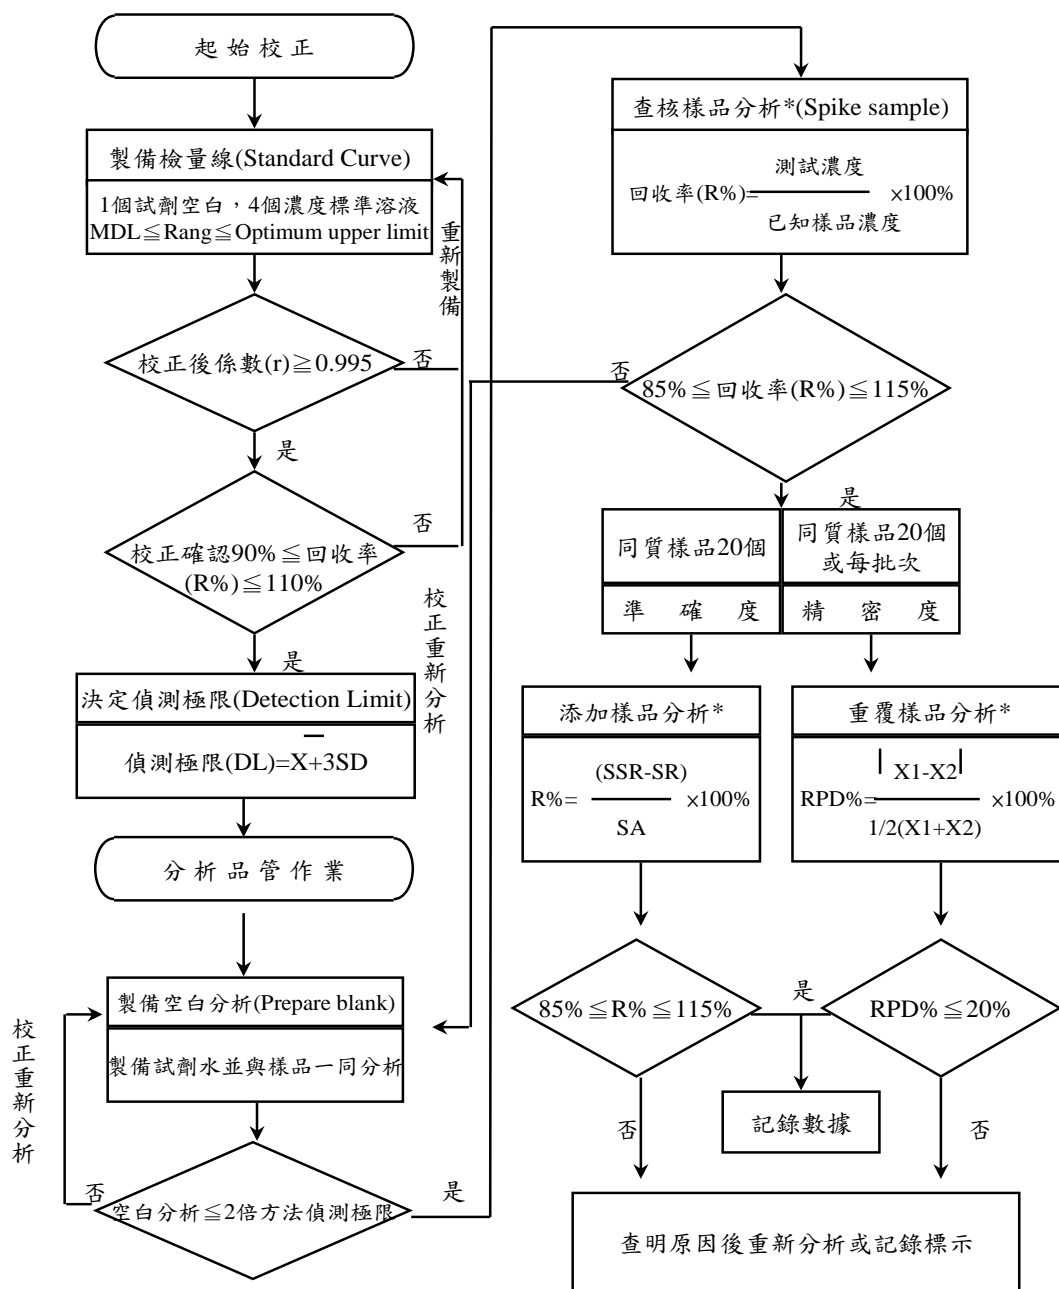 起始校正
製備檢量線(Standard Curve)
1個試劑空白，4個濃度標準溶液
MDL≦Rang≦Optimum upper limit
重新製備
校正後係數(r)≧0.995
否
是
校正確認90%≦回收率
(R%)≦110%
否
是
校正重新分析
決定偵測極限(Detection Limit)
偵測極限(DL)=X̅+3SD
分析品管作業
製備空白分析(Prepare blank)
製備試劑水並與樣品一同分析
校正重新分析
空白分析≦2倍方法偵測極限
否
是
查核樣品分析*(Spike sample)
測試濃度
回收率(R%)= ×100%
已知樣品濃度
85%≦回收率(R%)≦115%
否
是
同質樣品20個
同質樣品20個
或每批次
準確度
精密度
添加樣品分析*
(SSR-SR)
R%= ×100%
SA
重覆樣品分析*
| X1-X2|
RPD%= ×100%
1/2(X1+X2)
85%≦R%≦115%
是
RPD%≦20%
記錄數據
否
否
查明原因後重新分析或記錄標示